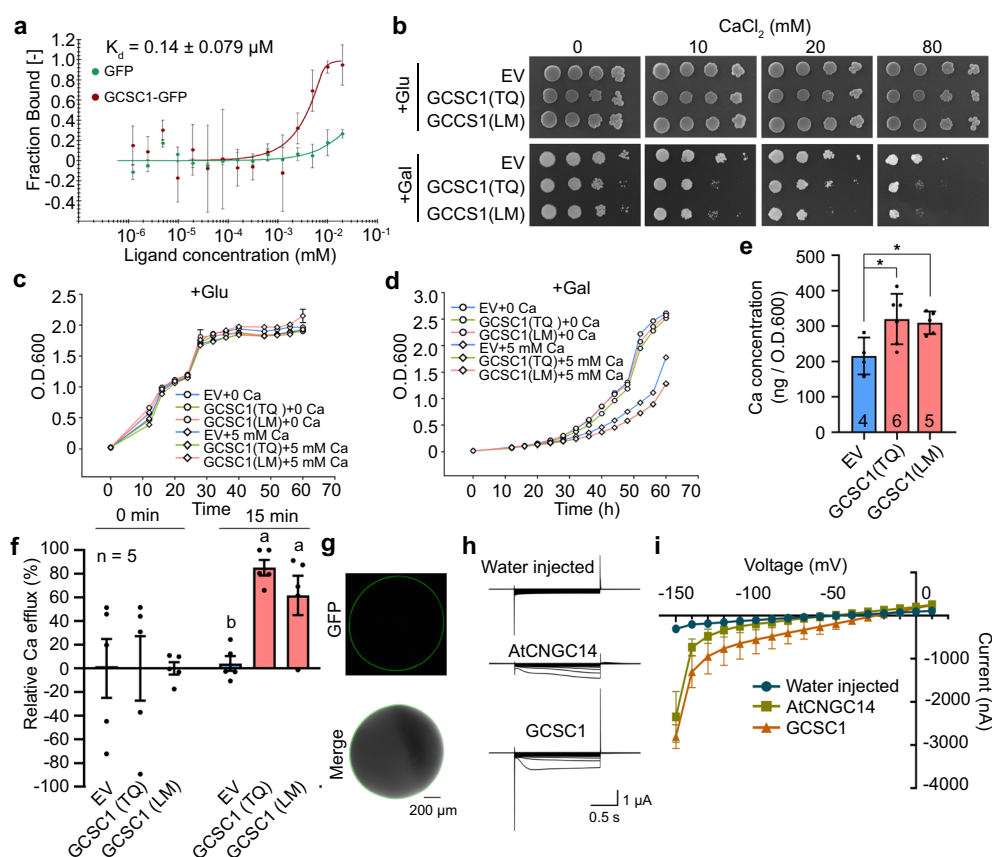 a
K_d = 0.14 ± 0.079 µM
GFP
GCSC1-GFP
Fraction Bound [-]
1.2
1.0
0.8
0.6
0.4
0.2
0
-0.2
-0.4
10⁻⁶ 10⁻⁵ 10⁻⁴ 10⁻³ 10⁻² 10⁻¹
Ligand concentration (mM)
b
CaCl₂ (mM)
0 10 20 80
+Glu
EV
GCSC1(TQ)
GCCS1(LM)
+Gal
EV
GCSC1(TQ)
GCCS1(LM)
c
+Glu
O.D.600
2.5
2.0
1.5
1.0
0.5
0
EV+0 Ca
GCSC1(TQ )+0 Ca
GCSC1(LM)+0 Ca
EV+5 mM Ca
GCSC1(TQ)+5 mM Ca
GCSC1(LM)+5 mM Ca
0 10 20 30 40 50 60 70
Time
d
+Gal
O.D.600
3.0
2.5
2.0
1.5
1.0
0.5
0
EV+0 Ca
GCSC1(TQ)+0 Ca
GCSC1(LM)+0 Ca
EV+5 mM Ca
GCSC1(TQ)+5 mM Ca
GCSC1(LM)+5 mM Ca
0 10 20 30 40 50 60 70
Time (h)
e
Ca concentration
(ng / O.D.600)
500
400
300
200
100
0
*
*
4 6 5
EV
GCSC1(TQ)
GCSC1(LM)
f
0 min 15 min
n = 5
Relative Ca efflux (%)
100
80
60
40
20
0
-20
-40
-60
-80
-100
b a a
EV
GCSC1 (TQ)
GCSC1 (LM)
EV
GCSC1 (TQ)
GCSC1 (LM)
g
GFP
Merge
200 µm
h
Water injected
AtCNGC14
GCSC1
1 µA
0.5 s
i
Voltage (mV)
-150 -100 -50 0
Current (nA)
-1000
-2000
-3000
-4000
Water injected
AtCNGC14
GCSC1